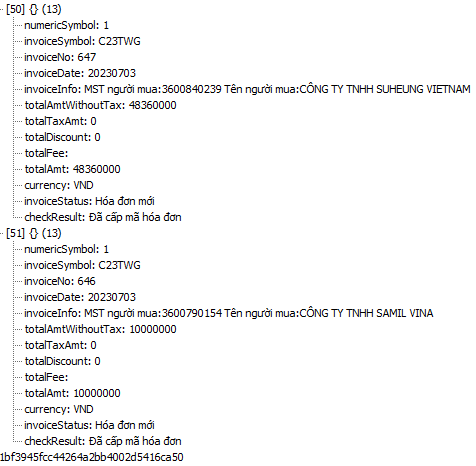 [50] {} (13)
numericSymbol: 1
invoiceSymbol: C23TWG
invoiceNo: 647
invoiceDate: 20230703
invoiceInfo: MST người mua:3600840239 Tên người mua:CÔNG TY TNHH SUHEUNG VIETNAM
totalAmtWithoutTax: 48360000
totalTaxAmt: 0
totalDiscount: 0
totalFee:
totalAmt: 48360000
currency: VND
invoiceStatus: Hóa đơn mới
checkResult: Đã cấp mã hóa đơn
[51] {} (13)
numericSymbol: 1
invoiceSymbol: C23TWG
invoiceNo: 646
invoiceDate: 20230703
invoiceInfo: MST người mua:3600790154 Tên người mua:CÔNG TY TNHH SAMIL VINA
totalAmtWithoutTax: 10000000
totalTaxAmt: 0
totalDiscount: 0
totalFee:
totalAmt: 10000000
currency: VND
invoiceStatus: Hóa đơn mới
checkResult: Đã cấp mã hóa đơn
1bf3945fcc44264a2bb4002d5416ca50